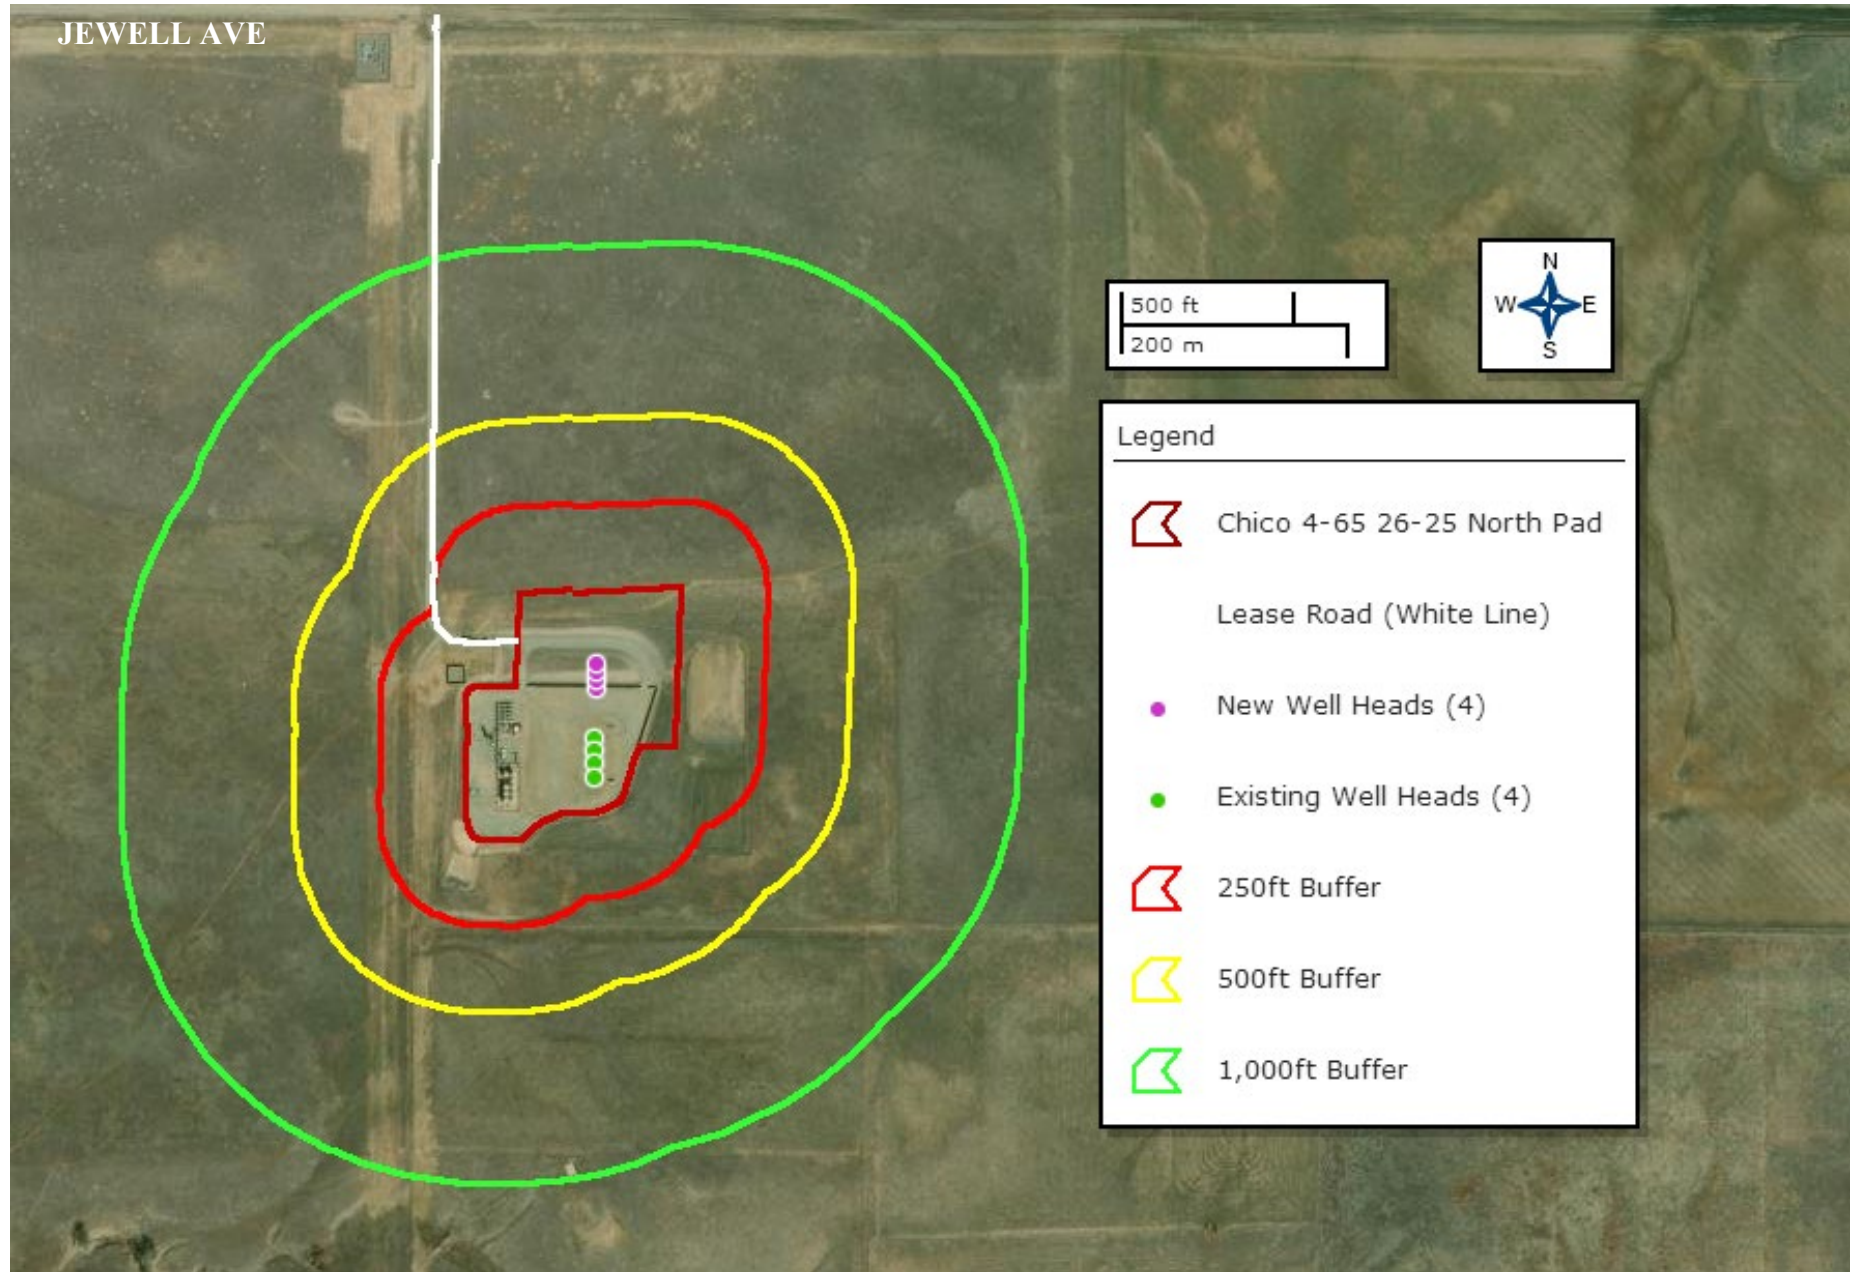 JEWELL AVE
N
W E
S
500 ft
200 m
Legend
Chico 4-65 26-25 North Pad
Lease Road (White Line)
New Well Heads (4)
Existing Well Heads (4)
250ft Buffer
500ft Buffer
1,000ft Buffer